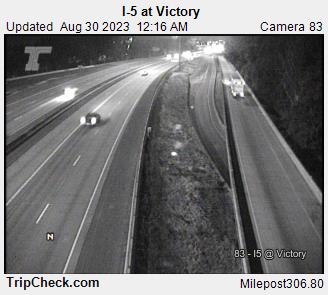 I-5 at Victory
Updated Aug 30 2023 12:16 AM Camera 83
T
N
83 - I5 @ Victory
TripCheck.com Milepost306.80